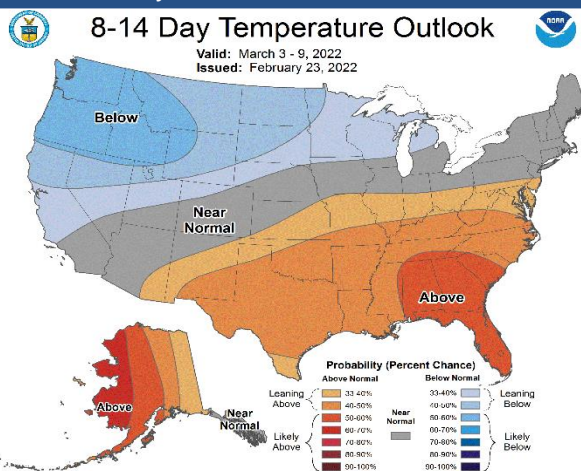 8-14 Day Temperature Outlook
Valid: March 3 - 9, 2022
Issued: February 23, 2022
NOAA
Below
Near
Normal
Above
Above
Near
Normal
Probability (Percent Chance)
Above Normal Below Normal
Leaning
Above
33-40%
40-50%
Likely
Above
50-60%
60-70%
70-80%
80-90%
90-100%
Near
Normal
33-40%
40-50%
Leaning
Below
50-60%
60-70%
70-80%
80-90%
90-100%
Likely
Below